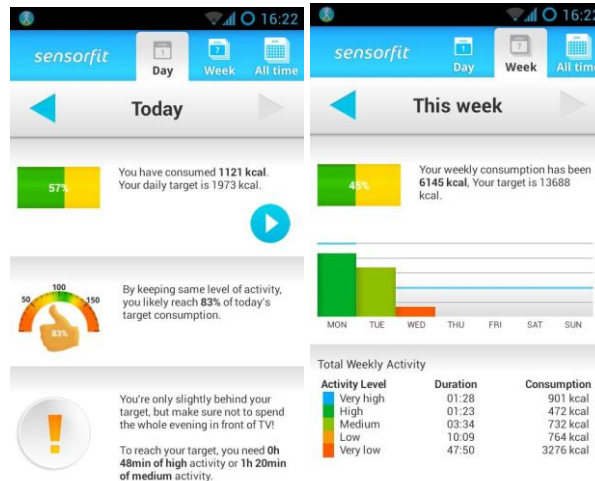 16:22
sensorfit
1
Day
Week
All time
Today
57%
You have consumed 1121 kcal.
Your daily target is 1973 kcal.
50
100
150
83%
By keeping same level of activity,
you likely reach 83% of today's
target consumption.
You're only slightly behind your
target, but make sure not to spend
the whole evening in front of TV!
To reach your target, you need 0h
48min of high activity or 1h 20min
of medium activity.
16:22
sensorfit
1
Day
7
Week
All time
This week
45%
Your weekly consumption has been
6145 kcal, Your target is 13688
kcal.
MON TUE WED THU FRI SAT SUN
Total Weekly Activity
Activity Level Duration Consumption
Very high 01:28 901 kcal
High 01:23 472 kcal
Medium 03:34 732 kcal
Low 10:09 764 kcal
Very low 47:50 3276 kcal